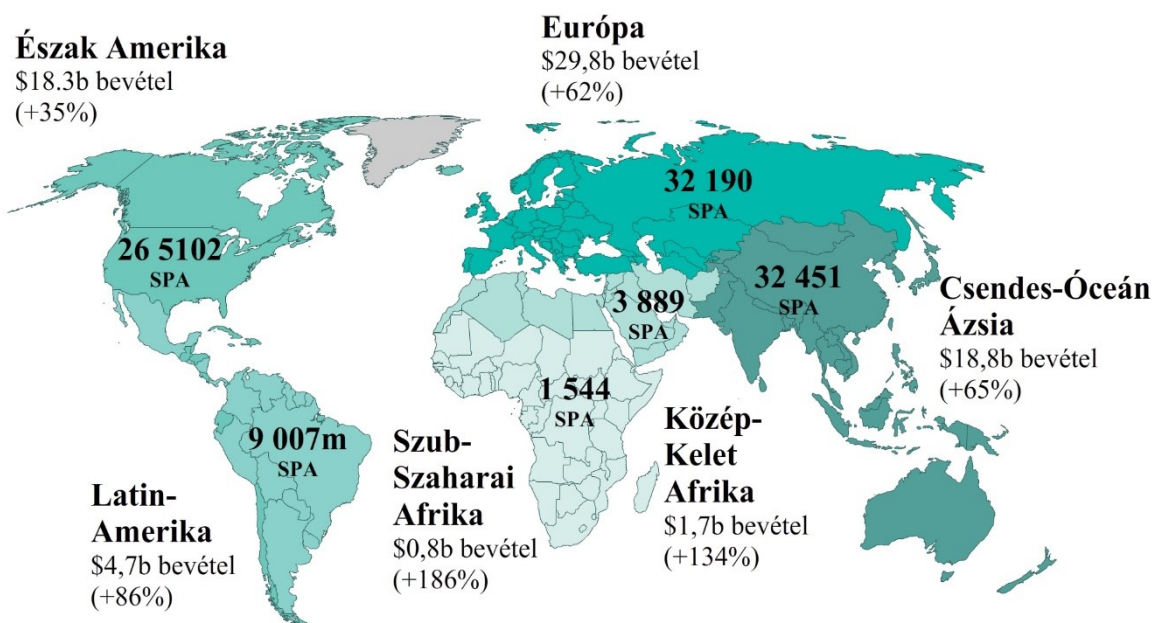 Észak Amerika
$18.3b bevétel
(+35%)
Európa
$29,8b bevétel
(+62%)
26 5102
SPA
32 190
SPA
32 451
SPA
3 889
SPA
1 544
SPA
9 007m
SPA
Csendes-Óceán
Ázsia
$18,8b bevétel
(+65%)
Latin-
Amerika
$4,7b bevétel
(+86%)
Szub-
Szaharai
Afrika
$0,8b bevétel
(+186%)
Közép-
Kelet
Afrika
$1,7b bevétel
(+134%)